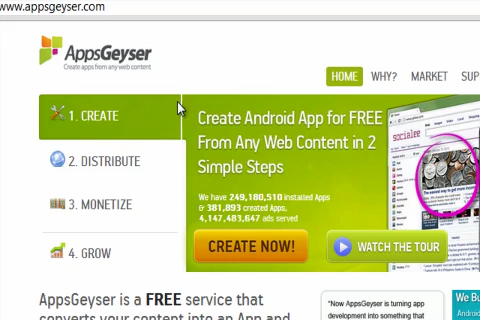 www.appsgeyser.com
AppsGeyser
Create apps from any web content
HOME WHY? MARKET SUP
1. CREATE
2. DISTRIBUTE
3. MONETIZE
4. GROW
Create Android App for FREE
From Any Web Content in 2
Simple Steps
We have 249,180,510 installed Apps
& 381,893 created Apps,
4,147,483,647 ads served
CREATE NOW!
WATCH THE TOUR
socialee
AppsGeyser is a FREE service that
converts your content into an App and
"Now AppsGeyser is turning app
development into something that
We Bu
Android